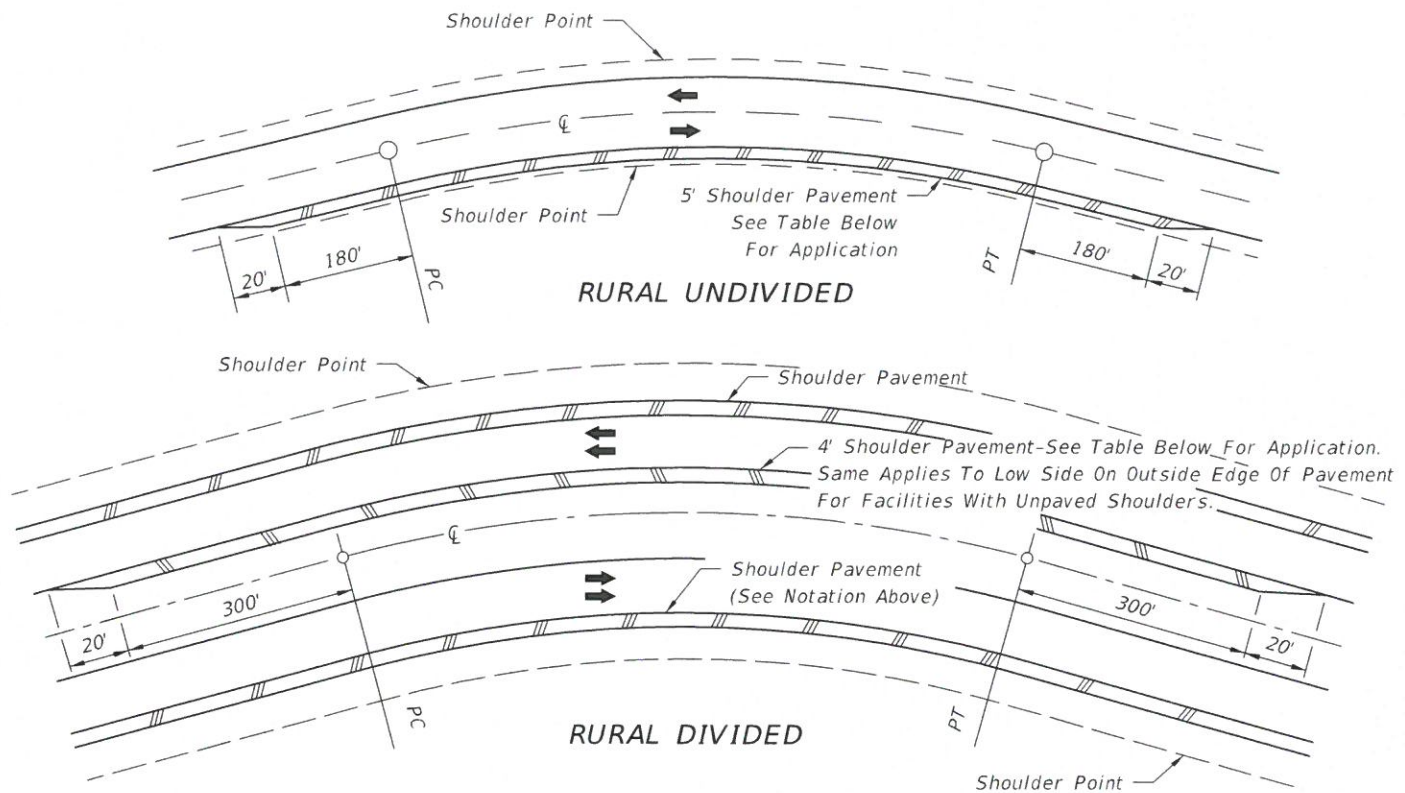 Shoulder Point
℄
Shoulder Point
5' Shoulder Pavement
See Table Below
For Application
20'
180'
PC
PT
180'
20'
RURAL UNDIVIDED
Shoulder Point
Shoulder Pavement
4' Shoulder Pavement-See Table Below For Application.
Same Applies To Low Side On Outside Edge Of Pavement
For Facilities With Unpaved Shoulders.
℄
Shoulder Pavement
(See Notation Above)
20'
300'
300'
20'
PC
PT
RURAL DIVIDED
Shoulder Point